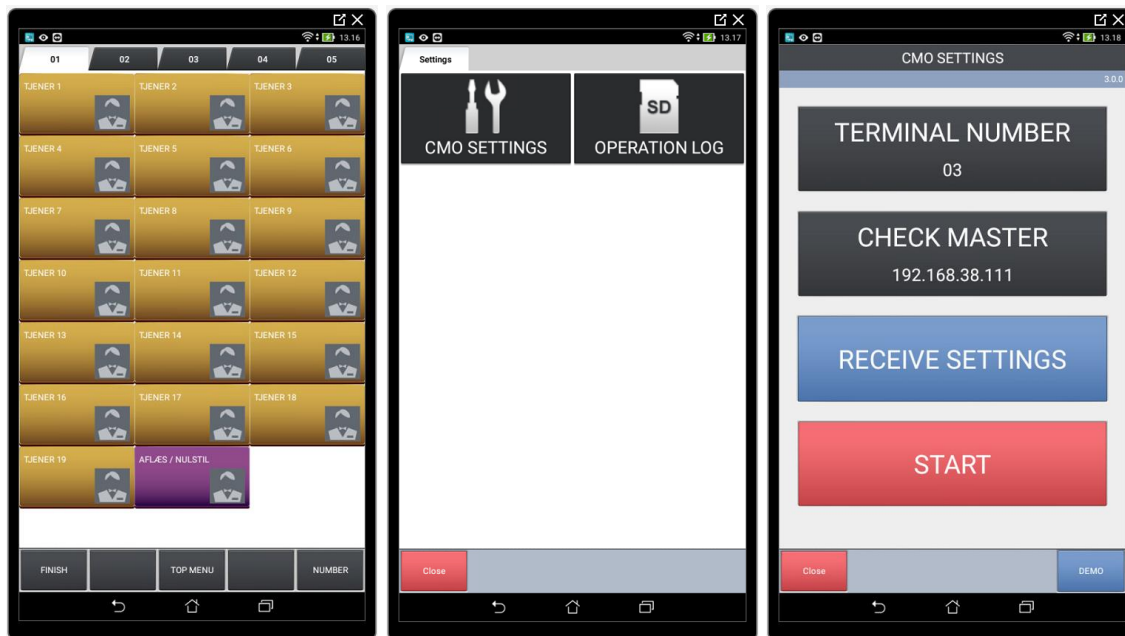 13.16
01 02 03 04 05
TJENER 1 TJENER 2 TJENER 3
TJENER 4 TJENER 5 TJENER 6
TJENER 7 TJENER 8 TJENER 9
TJENER 10 TJENER 11 TJENER 12
TJENER 13 TJENER 14 TJENER 15
TJENER 16 TJENER 17 TJENER 18
TJENER 19 AFLÆS / NULSTIL
FINISH TOP MENU NUMBER
13.17
Settings
SD
CMO SETTINGS OPERATION LOG
Close
13.18
CMO SETTINGS
3.0.0
TERMINAL NUMBER
03
CHECK MASTER
192.168.38.111
RECEIVE SETTINGS
START
Close DEMO